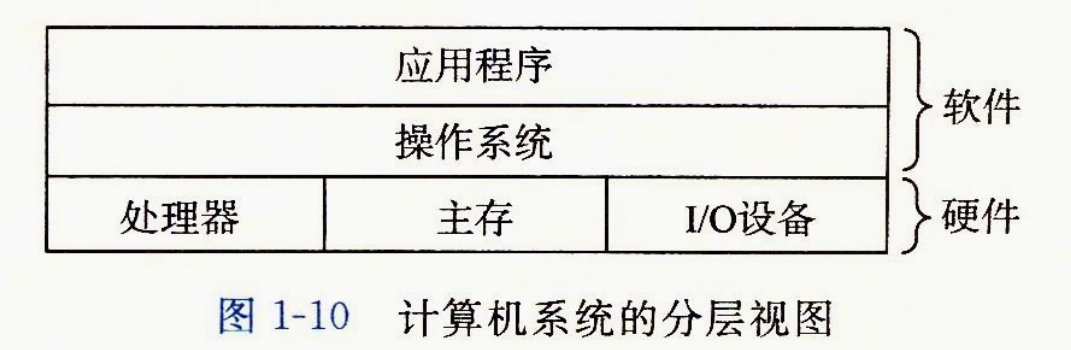 应用程序
软件
操作系统
处理器 主存 I/O设备 硬件
图 1-10 计算机系统的分层视图